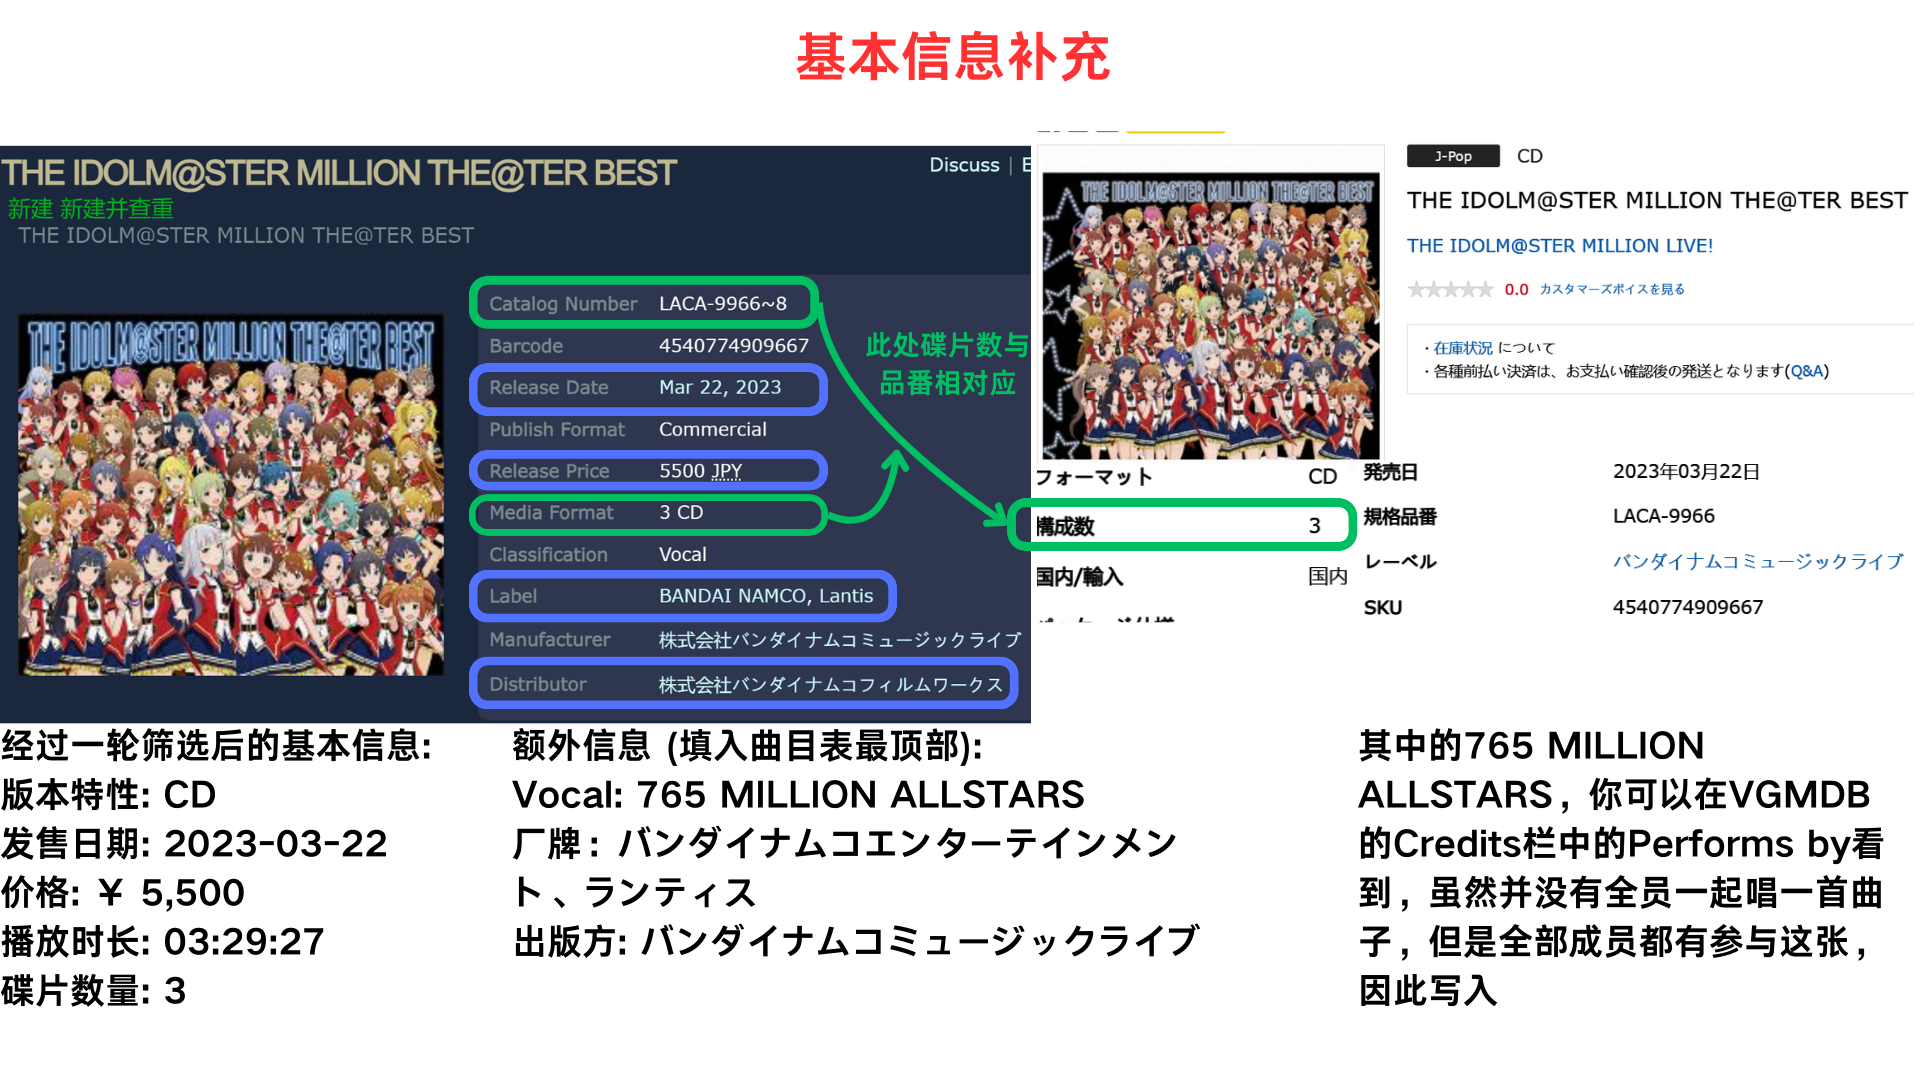 基本信息补充
THE IDOLM@STER MILLION THE@TER BEST
新建 新建并查重
THE IDOLM@STER MILLION THE@TER BEST
Discuss | E
THE IDOLM@STER MILLION THE@TER BEST
Catalog Number LACA-9966~8
Barcode 4540774909667
Release Date Mar 22, 2023
Publish Format Commercial
Release Price 5500 JPY
Media Format 3 CD
Classification Vocal
Label BANDAI NAMCO, Lantis
Manufacturer 株式会社バンダイナムコミュージックライブ
Distributor 株式会社バンダイナムコフィルムワークス
此处碟片数与
品番相对应
THE IDOLM@STER MILLION THE@TER BEST
J-Pop CD
THE IDOLM@STER MILLION THE@TER BEST
THE IDOLM@STER MILLION LIVE!
0.0 カスタマーズボイスを見る
・在庫状況 について
・各種前払い決済は、お支払い確認後の発送となります(Q&A)
フォーマット CD
構成数 3
国内/輸入 国内
発売日 2023年03月22日
規格品番 LACA-9966
レーベル バンダイナムコミュージックライブ
SKU 4540774909667
经过一轮筛选后的基本信息:
版本特性: CD
发售日期: 2023-03-22
价格: ¥ 5,500
播放时长: 03:29:27
碟片数量: 3
额外信息 (填入曲目表最顶部):
Vocal: 765 MILLION ALLSTARS
厂牌：バンダイナムコエンターテインメン
ト、ランティス
出版方: バンダイナムコミュージックライブ
其中的765 MILLION
ALLSTARS，你可以在VGMDB
的Credits栏中的Performs by看
到，虽然并没有全员一起唱一首曲
子，但是全部成员都有参与这张，
因此写入